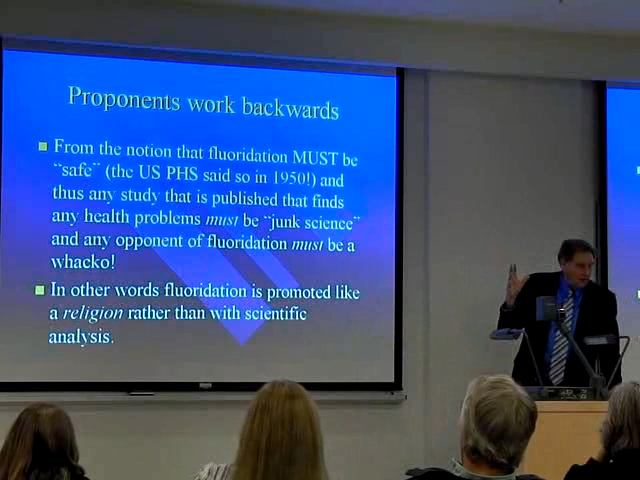 Proponents work backwards
From the notion that fluoridation MUST be
"safe" (the US PHS said so in 1950!) and
thus any study that is published that finds
any health problems must be "junk science"
and any opponent of fluoridation must be a
whacko!
In other words fluoridation is promoted like
a religion rather than with scientific
analysis.